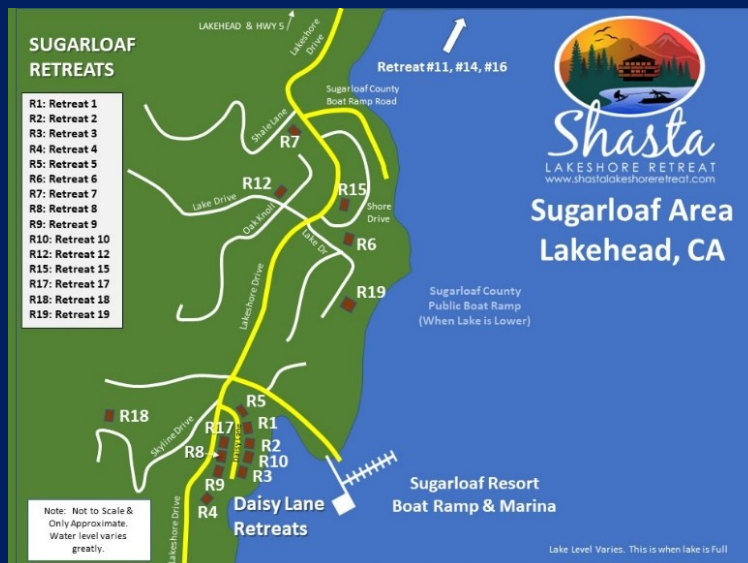 SUGARLOAF
RETREATS
R1: Retreat 1
R2: Retreat 2
R3: Retreat 3
R4: Retreat 4
R5: Retreat 5
R6: Retreat 6
R7: Retreat 7
R8: Retreat 8
R9: Retreat 9
R10: Retreat 10
R12: Retreat 12
R15: Retreat 15
R17: Retreat 17
R18: Retreat 18
R19: Retreat 19
LAKEHEAD & HWY 5
Lakeshore
Drive
Retreat #11, #14, #16
Shasta
LAKESHORE RETREAT
www.shastalakeshoreretreat.com
Sugarloaf Area
Lakehead, CA
Sugarloaf County
Boat Ramp Road
Shale Lane
R7
R12
Lake Drive
Oak Knoll
R15
Shore
Drive
Lake Dr
R6
R19
Lakeshore Drive
Sugarloaf County
Public Boat Ramp
(When Lake is Lower)
R18
Skyline Drive
R5
R17
R1
R8
R2
R10
R9
R3
R4
Daisy Lane
Retreats
Lakeshore Drive
Sugarloaf Resort
Boat Ramp & Marina
Note: Not to Scale &
Only Approximate.
Water level varies
greatly.
Lake Level Varies. This is when lake is Full